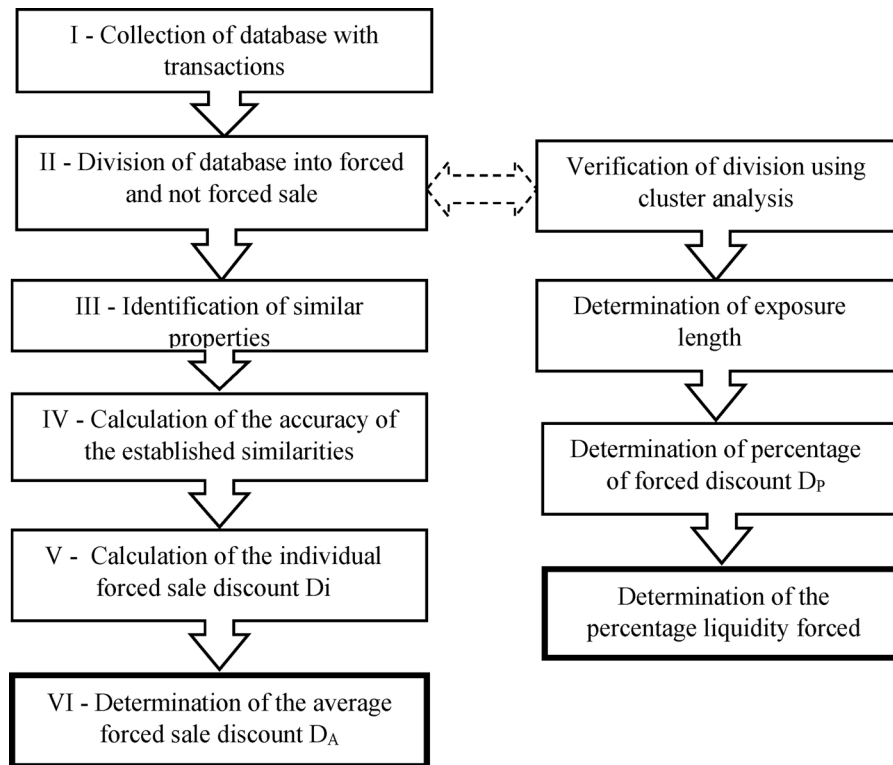 I - Collection of database with
transactions
II - Division of database into forced
and not forced sale
III - Identification of similar
properties
IV - Calculation of the accuracy of
the established similarities
V - Calculation of the individual
forced sale discount Di
VI - Determination of the average
forced sale discount DA
Verification of division using
cluster analysis
Determination of exposure
length
Determination of percentage
of forced discount DP
Determination of the
percentage liquidity forced